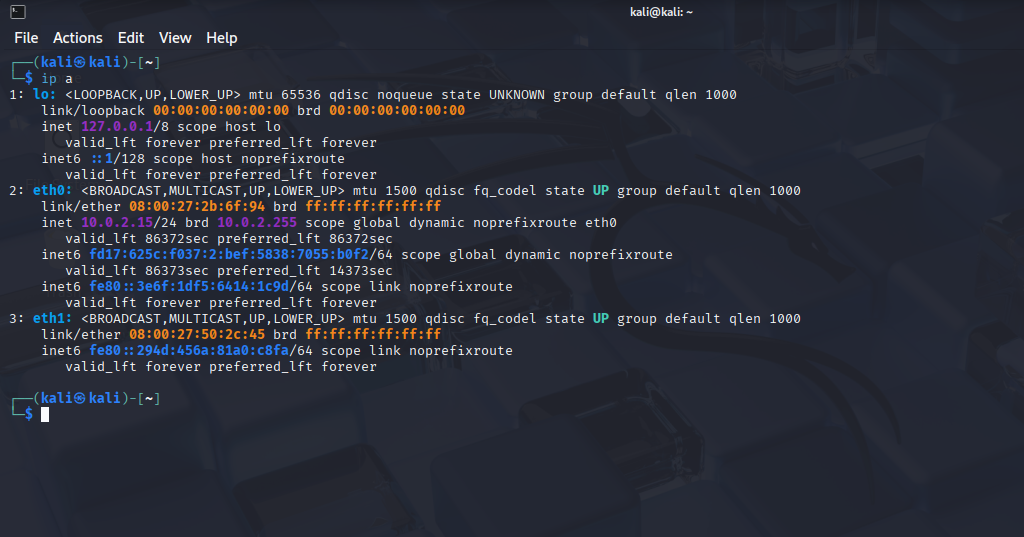 kali@kali: ~
File Actions Edit View Help
┌──(kali㉿kali)-[~]
└─$ ip a
1: lo: <LOOPBACK,UP,LOWER_UP> mtu 65536 qdisc noqueue state UNKNOWN group default qlen 1000
    link/loopback 00:00:00:00:00:00 brd 00:00:00:00:00:00
    inet 127.0.0.1/8 scope host lo
       valid_lft forever preferred_lft forever
    inet6 ::1/128 scope host noprefixroute
       valid_lft forever preferred_lft forever
2: eth0: <BROADCAST,MULTICAST,UP,LOWER_UP> mtu 1500 qdisc fq_codel state UP group default qlen 1000
    link/ether 08:00:27:2b:6f:94 brd ff:ff:ff:ff:ff:ff
    inet 10.0.2.15/24 brd 10.0.2.255 scope global dynamic noprefixroute eth0
       valid_lft 86372sec preferred_lft 86372sec
    inet6 fd17:625c:f037:2:bef:5838:7055:b0f2/64 scope global dynamic noprefixroute
       valid_lft 86373sec preferred_lft 14373sec
    inet6 fe80::3e6f:1df5:6414:1c9d/64 scope link noprefixroute
       valid_lft forever preferred_lft forever
3: eth1: <BROADCAST,MULTICAST,UP,LOWER_UP> mtu 1500 qdisc fq_codel state UP group default qlen 1000
    link/ether 08:00:27:50:2c:45 brd ff:ff:ff:ff:ff:ff
    inet6 fe80::294d:456a:81a0:c8fa/64 scope link noprefixroute
       valid_lft forever preferred_lft forever
┌──(kali㉿kali)-[~]
└─$